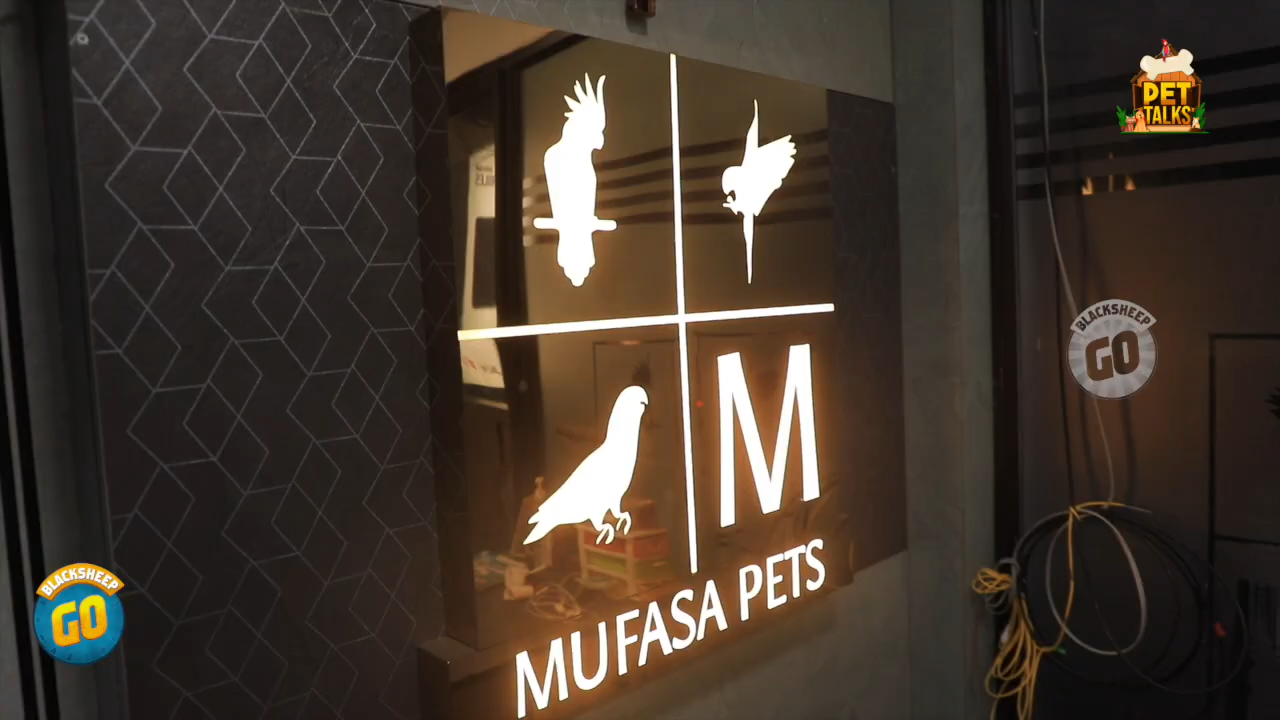 PET
TALKS
BLACKSHEEP
GO
M
MUFASA PETS
BLACKSHEEP
GO